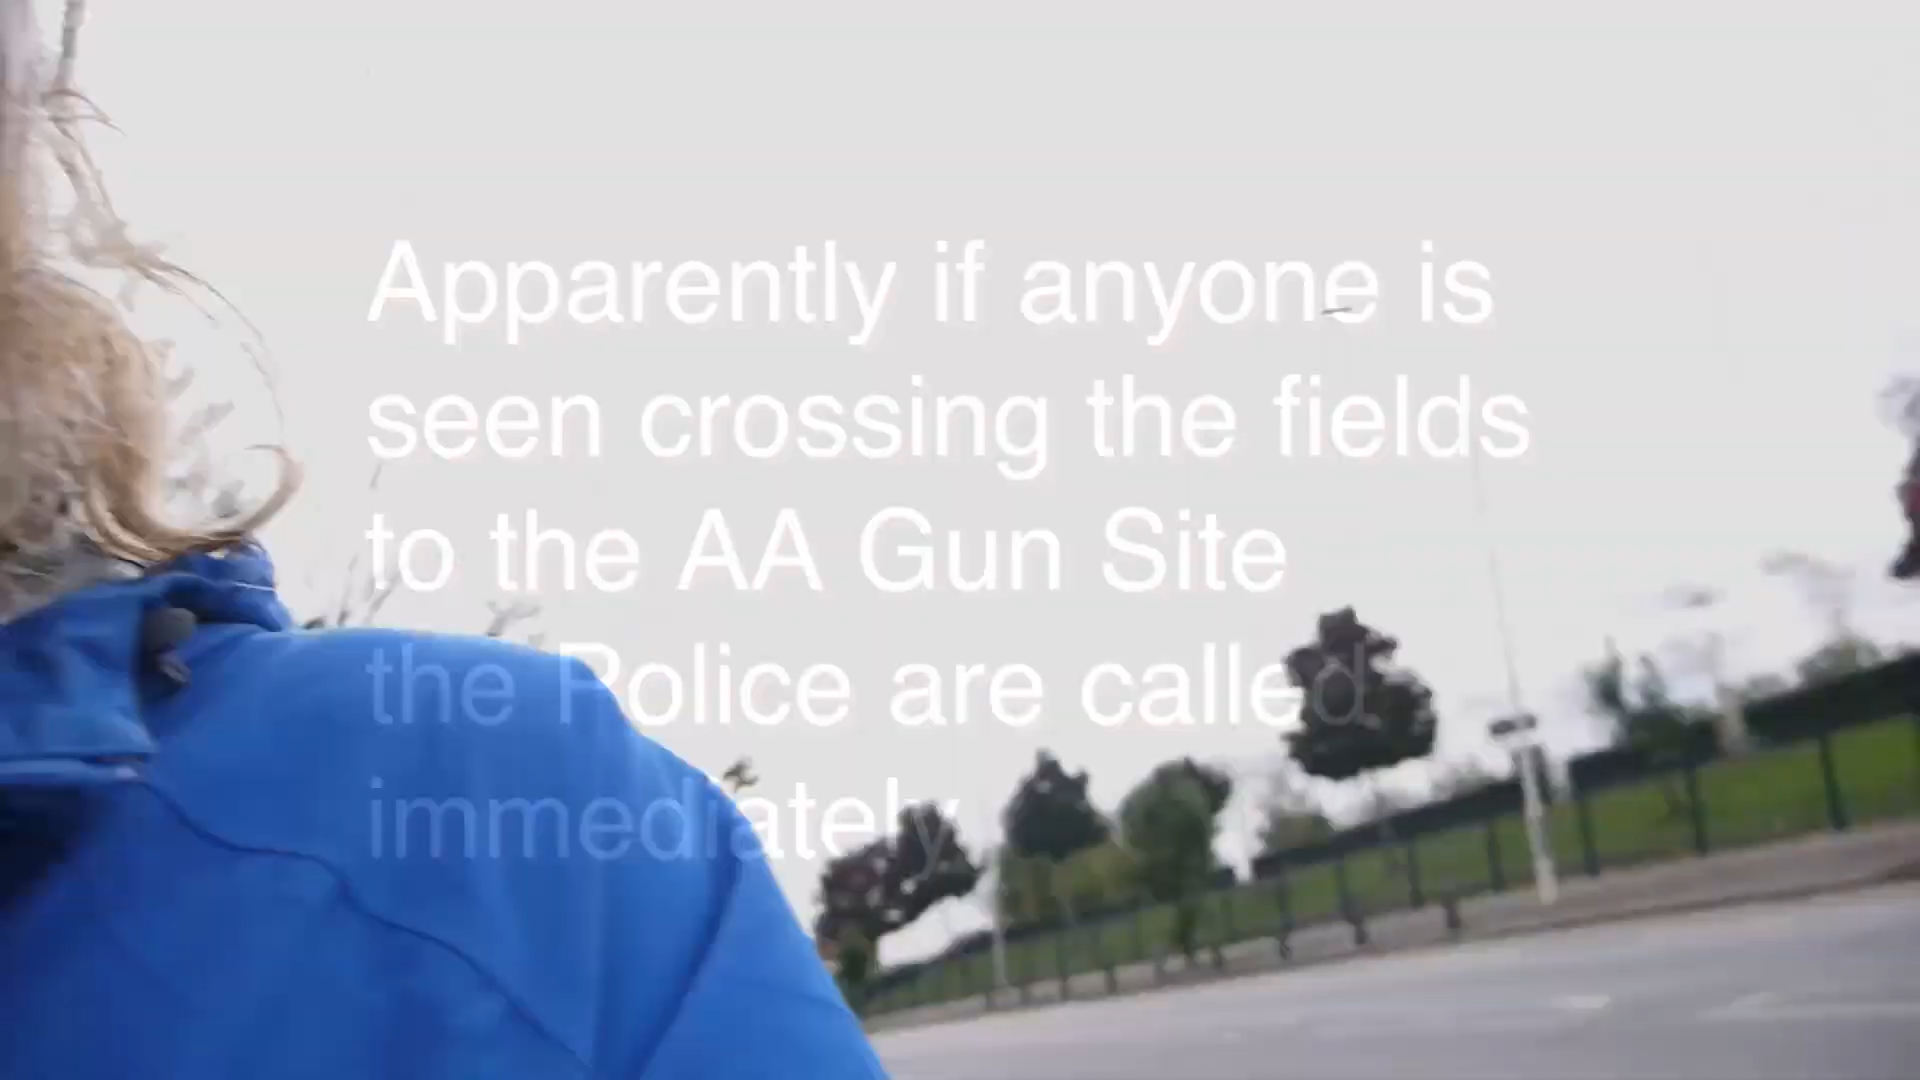 Apparently if anyone is
seen crossing the fields
to the AA Gun Site
the Police are called
immediately